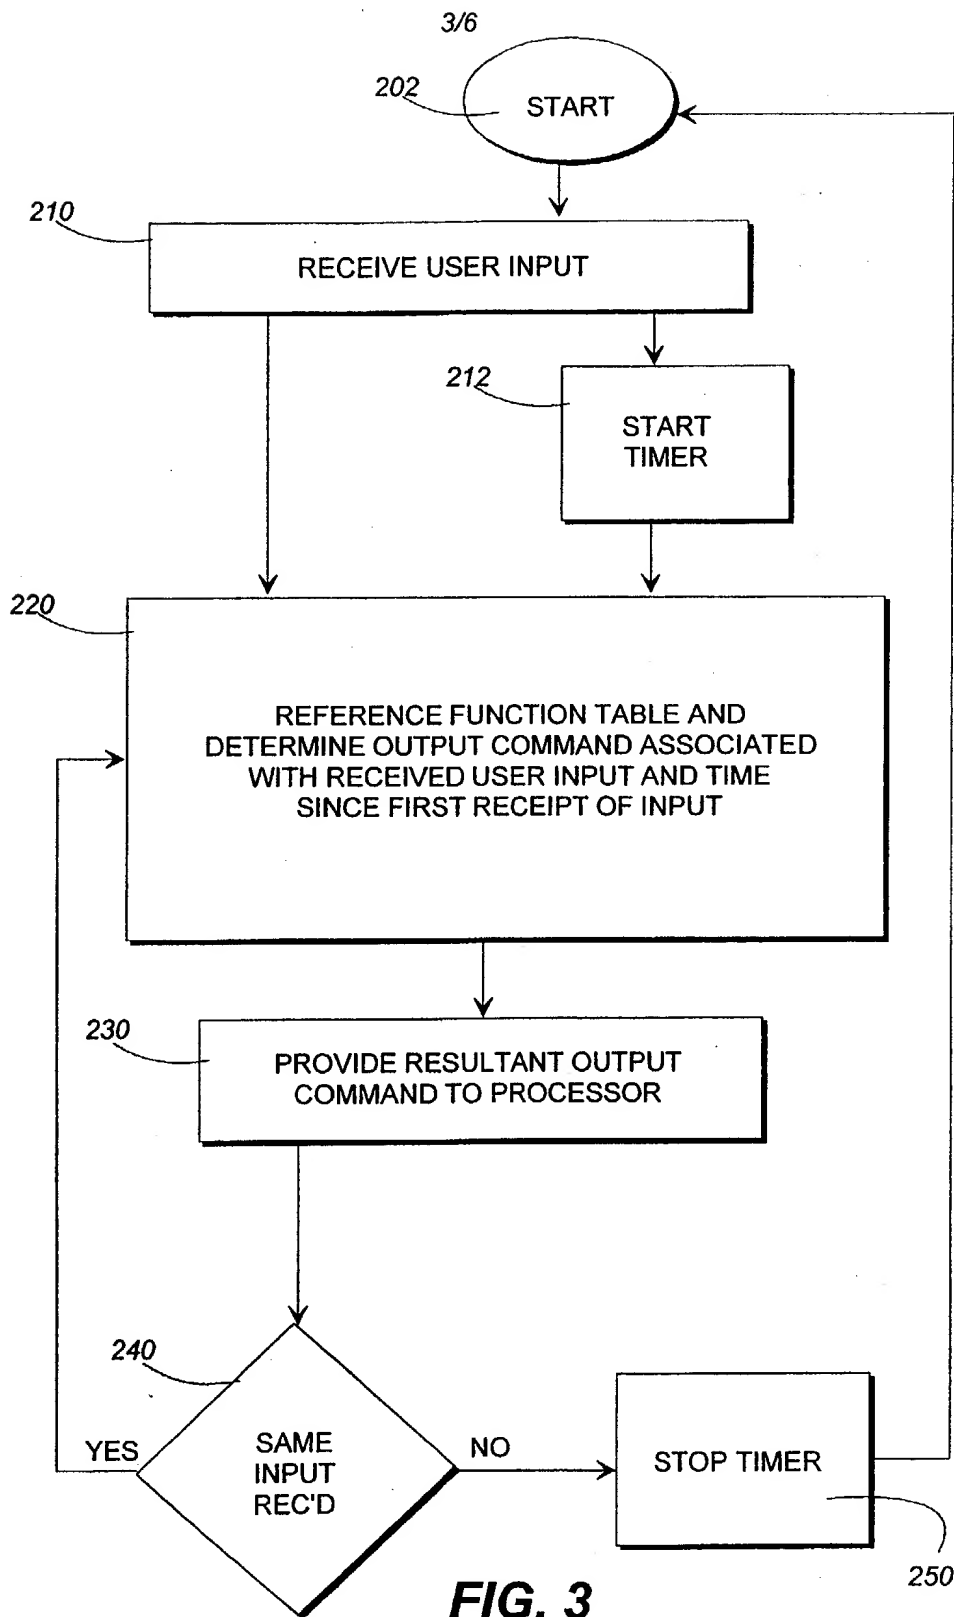 3/6
202
START
210
RECEIVE USER INPUT
212
START
TIMER
220
REFERENCE FUNCTION TABLE AND
DETERMINE OUTPUT COMMAND ASSOCIATED
WITH RECEIVED USER INPUT AND TIME
SINCE FIRST RECEIPT OF INPUT
230
PROVIDE RESULTANT OUTPUT
COMMAND TO PROCESSOR
240
YES
SAME
INPUT
REC'D
NO
STOP TIMER
250
FIG. 3